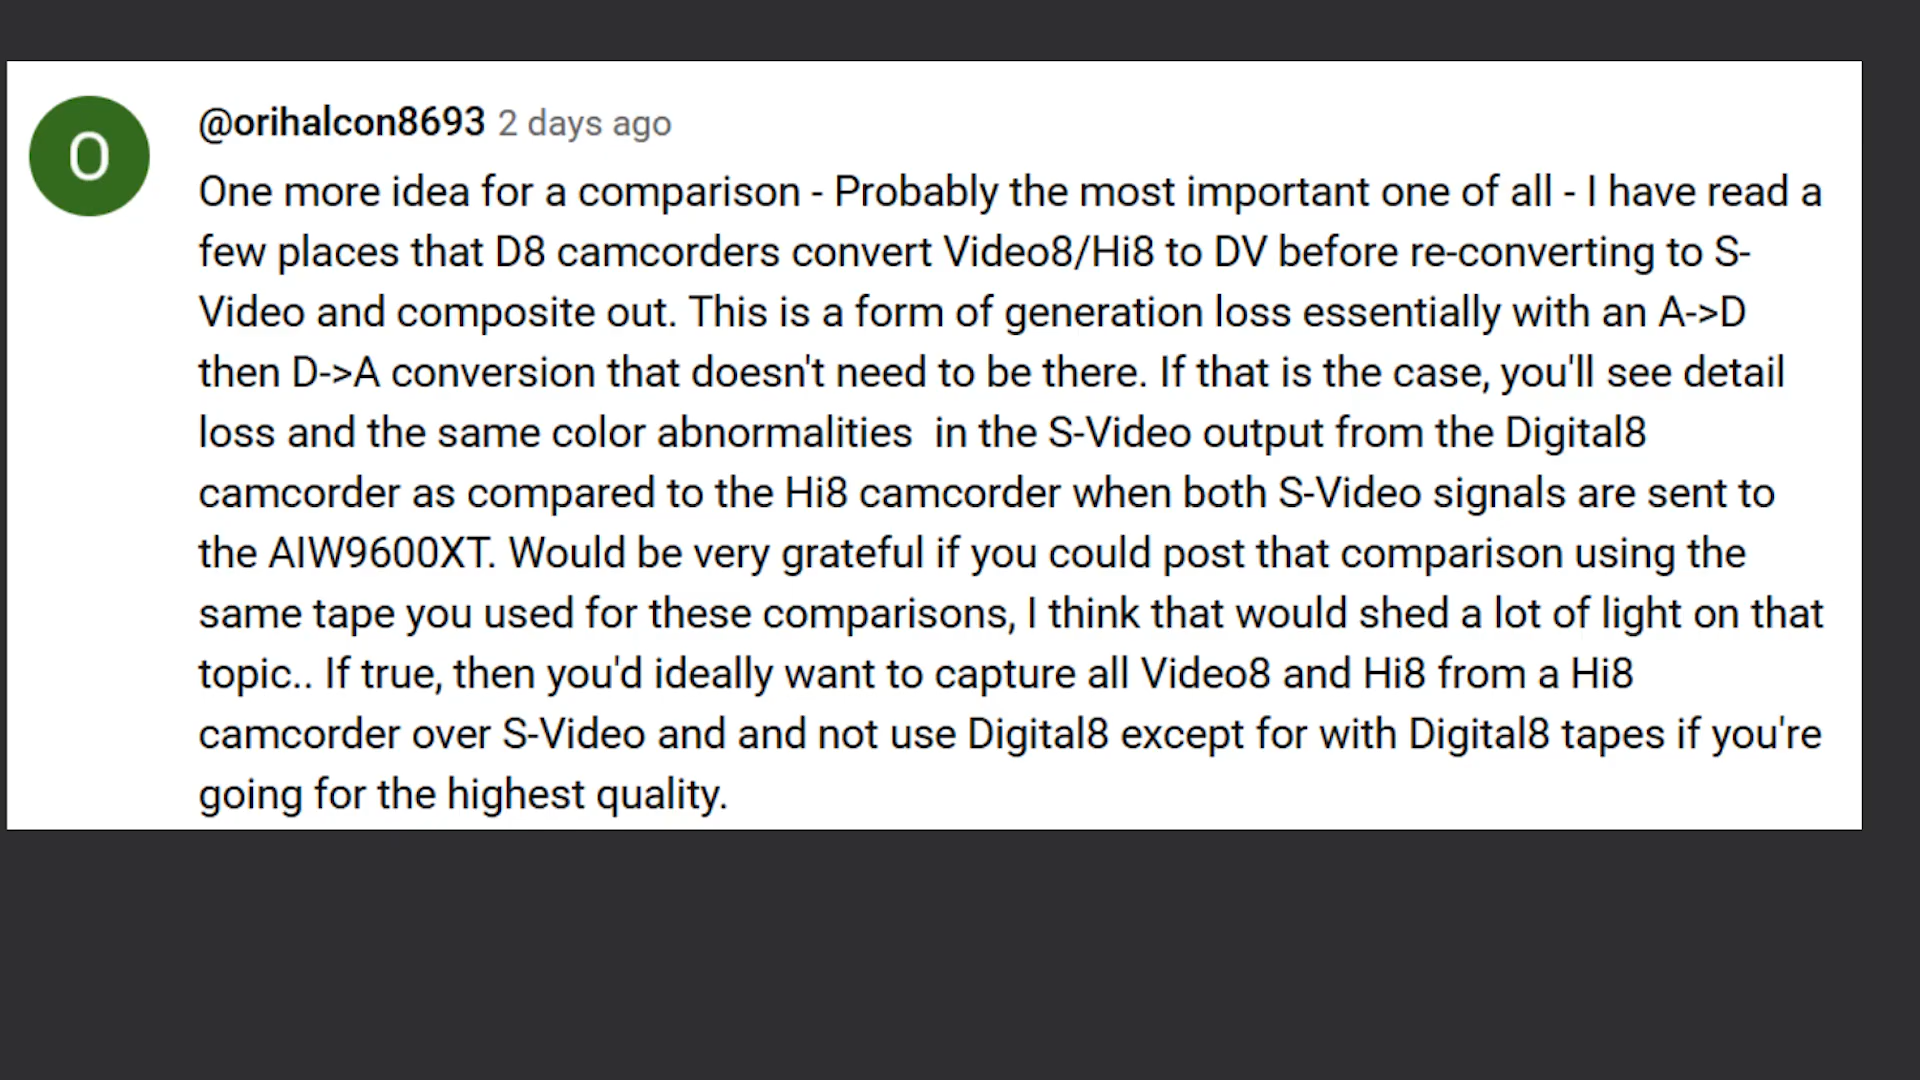 O
@orihalcon8693 2 days ago
One more idea for a comparison - Probably the most important one of all - I have read a
few places that D8 camcorders convert Video8/Hi8 to DV before re-converting to S-
Video and composite out. This is a form of generation loss essentially with an A->D
then D->A conversion that doesn't need to be there. If that is the case, you'll see detail
loss and the same color abnormalities  in the S-Video output from the Digital8
camcorder as compared to the Hi8 camcorder when both S-Video signals are sent to
the AIW9600XT. Would be very grateful if you could post that comparison using the
same tape you used for these comparisons, I think that would shed a lot of light on that
topic.. If true, then you'd ideally want to capture all Video8 and Hi8 from a Hi8
camcorder over S-Video and and not use Digital8 except for with Digital8 tapes if you're
going for the highest quality.